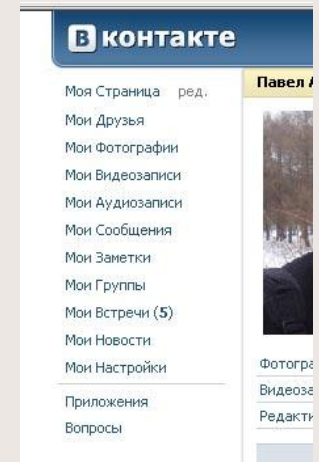 В контакте
Моя Страница ред.
Мои Друзья
Мои Фотографии
Мои Видеозаписи
Мои Аудиозаписи
Мои Сообщения
Мои Заметки
Мои Группы
Мои Встречи (5)
Мои Новости
Мои Настройки
Приложения
Вопросы
Павел